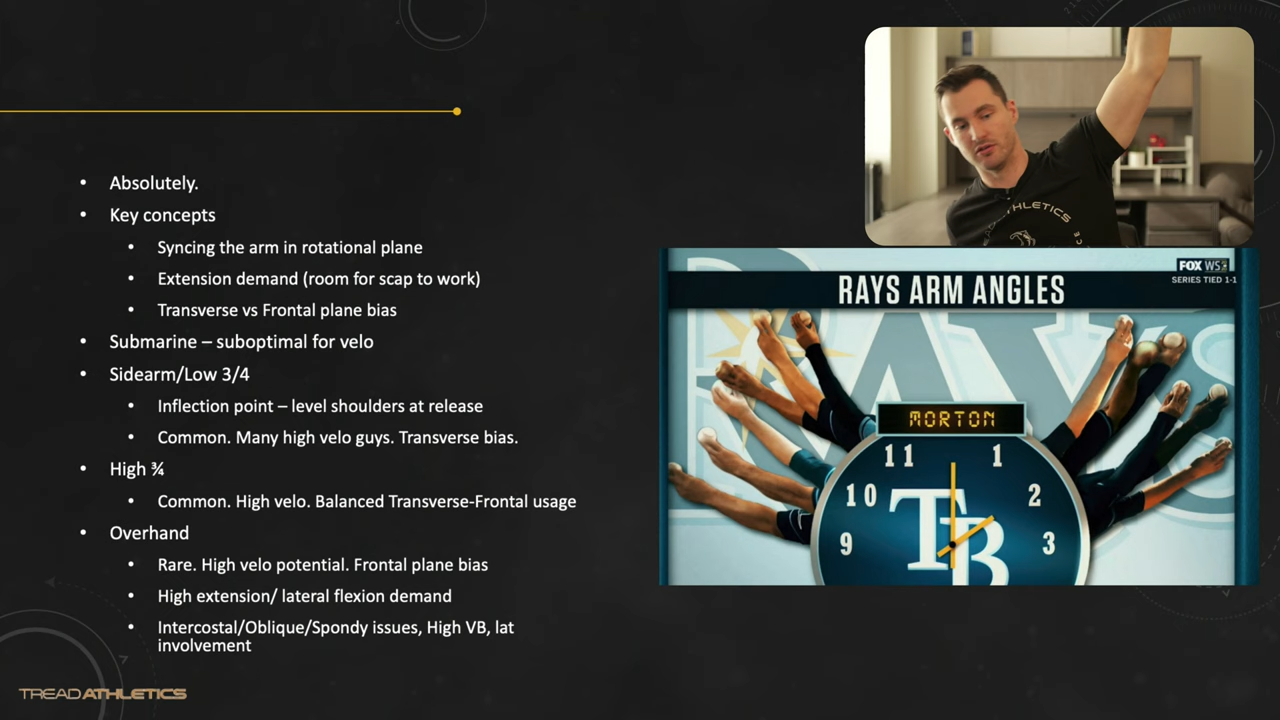 Absolutely.
Key concepts
Syncing the arm in rotational plane
Extension demand (room for scap to work)
Transverse vs Frontal plane bias
Submarine – suboptimal for velo
Sidearm/Low 3/4
Inflection point – level shoulders at release
Common. Many high velo guys. Transverse bias.
High ¾
Common. High velo. Balanced Transverse-Frontal usage
Overhand
Rare. High velo potential. Frontal plane bias
High extension/ lateral flexion demand
Intercostal/Oblique/Spondy issues, High VB, lat
involvement
TREADATHLETICS
FOX WS
SERIES TIED 1-1
RAYS ARM ANGLES
MORTON
11 1
10 2
9 3
TB